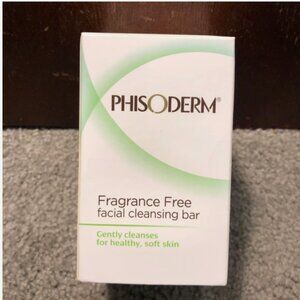 PHISODERM®
Fragrance Free
facial cleansing bar
Gently cleanses
for healthy, soft skin